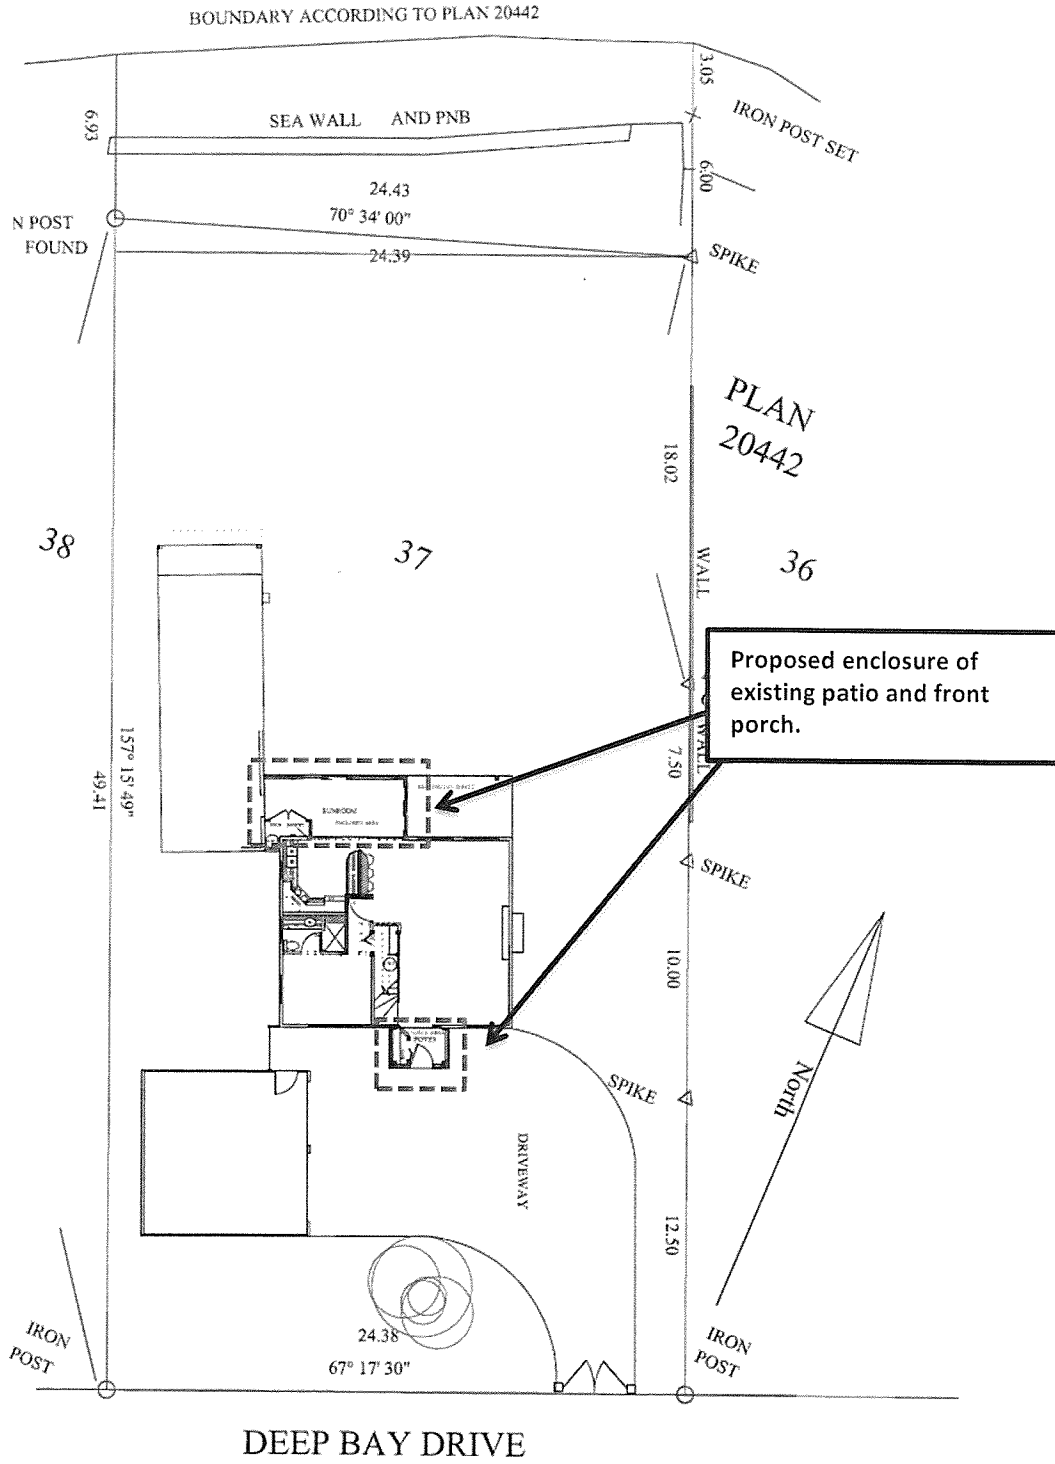 BOUNDARY ACCORDING TO PLAN 20442
3.05
IRON POST SET
SEA WALL AND PNB
6.93
6.00
24.43
70° 34' 00"
N POST
FOUND
24.39
SPIKE
PLAN
20442
18.02
38
37
36
WALL
Proposed enclosure of
existing patio and front
porch.
157° 15' 49"
49.41
7.50
WALL
SUNROOM
SPIKE
10.00
FOYER
North
SPIKE
DRIVEWAY
12.50
24.38
67° 17' 30"
IRON
POST
IRON
POST
DEEP BAY DRIVE